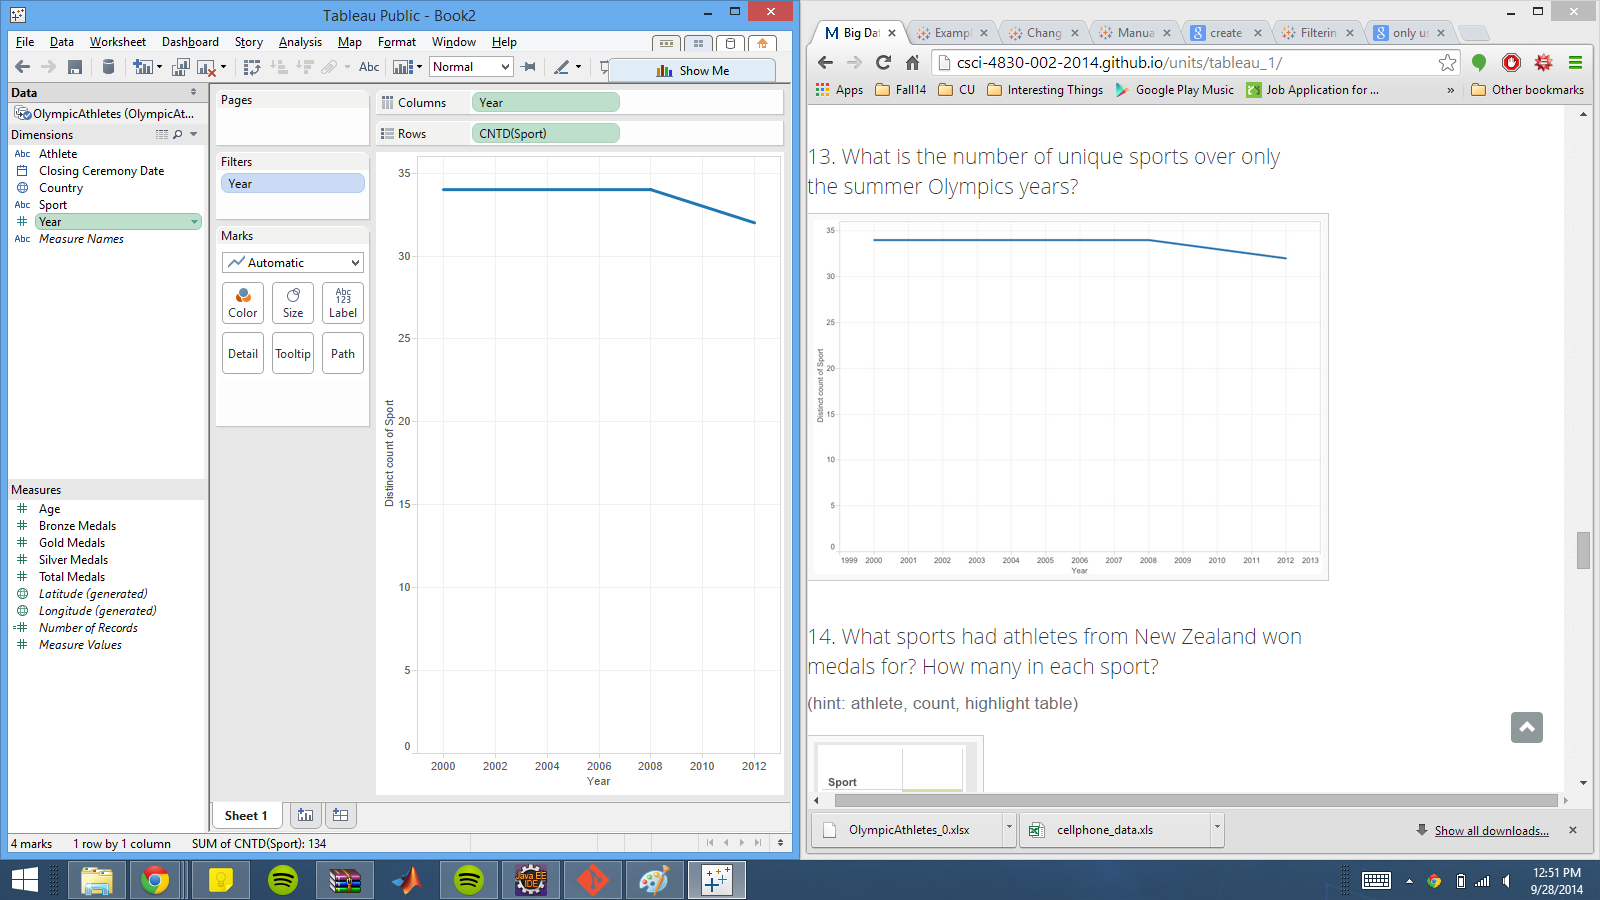 Tableau Public - Book2
File Data Worksheet Dashboard Story Analysis Map Format Window Help
Abc Normal Show Me
Data
OlympicAthletes (OlympicAt...
Dimensions
Abc Athlete
Closing Ceremony Date
Country
Abc Sport
Year
Abc Measure Names
Measures
Age
Bronze Medals
Gold Medals
Silver Medals
Total Medals
Latitude (generated)
Longitude (generated)
Number of Records
Measure Values
Pages
Filters
Year
Marks
Automatic
Abc
123
Color Size Label
Detail Tooltip Path
Columns Year
Rows CNTD(Sport)
35
30
25
20
15
10
5
0
Distinct count of Sport
2000 2002 2004 2006 2008 2010 2012
Year
Sheet 1
4 marks 1 row by 1 column SUM of CNTD(Sport): 134
M Big Dat Exampl Chang Manua create Filterin only us
csci-4830-002-2014.github.io/units/tableau_1/
Apps Fall14 CU Interesting Things Google Play Music Job Application for ... » Other bookmarks
13. What is the number of unique sports over only
the summer Olympics years?
35
30
25
20
15
10
5
0
Distinct count of Sport
1999 2000 2001 2002 2003 2004 2005 2006 2007 2008 2009 2010 2011 2012 2013
Year
14. What sports had athletes from New Zealand won
medals for? How many in each sport?
(hint: athlete, count, highlight table)
Sport
OlympicAthletes_0.xlsx cellphone_data.xls Show all downloads...
Java EE
IDE
12:51 PM
9/28/2014